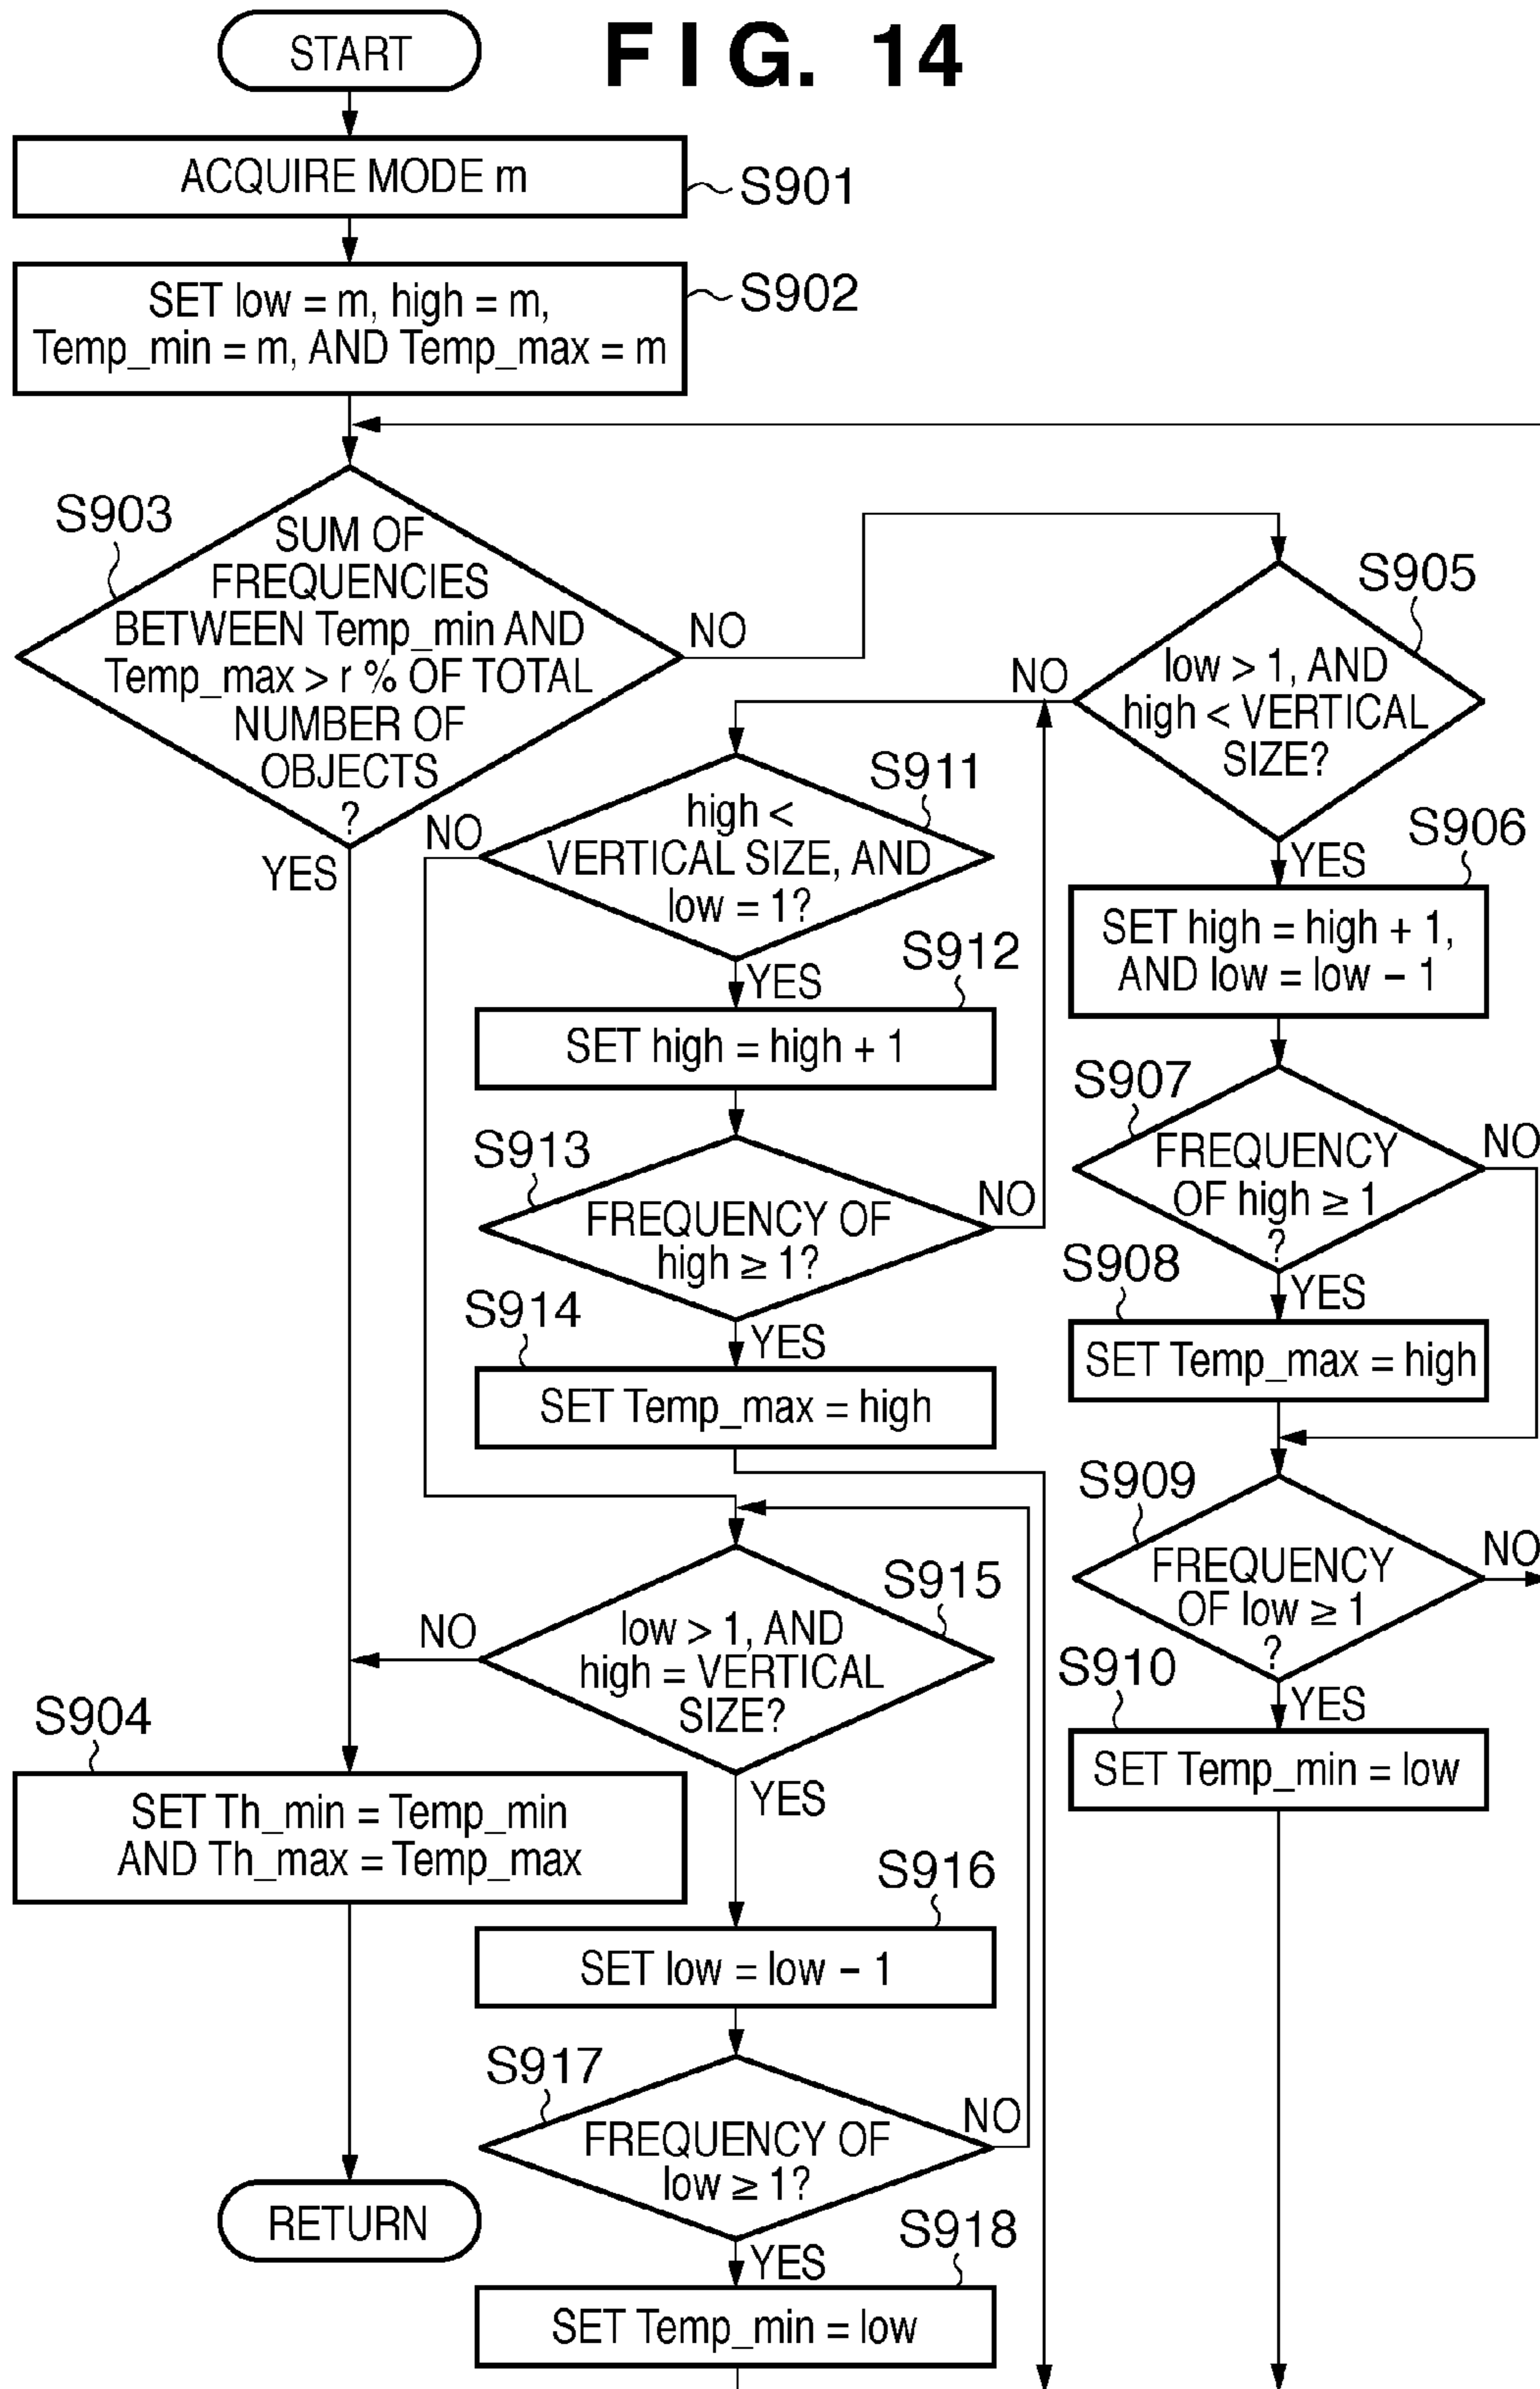 FIG. 14
START
ACQUIRE MODE m
S901
SET low = m, high = m,
Temp_min = m, AND Temp_max = m
S902
S903
SUM OF
FREQUENCIES
BETWEEN Temp_min AND
Temp_max > r % OF TOTAL
NUMBER OF
OBJECTS
?
NO
YES
S905
low > 1, AND
high < VERTICAL
SIZE?
NO
YES
S906
SET high = high + 1,
AND low = low − 1
S907
FREQUENCY
OF high ≥ 1
?
NO
YES
S908
SET Temp_max = high
S909
FREQUENCY
OF low ≥ 1
?
NO
YES
S910
SET Temp_min = low
S911
high <
VERTICAL SIZE, AND
low = 1?
NO
YES
S912
SET high = high + 1
S913
FREQUENCY OF
high ≥ 1?
NO
YES
S914
SET Temp_max = high
S915
low > 1, AND
high = VERTICAL
SIZE?
NO
YES
S904
SET Th_min = Temp_min
AND Th_max = Temp_max
S916
SET low = low − 1
S917
FREQUENCY OF
low ≥ 1?
NO
YES
S918
SET Temp_min = low
RETURN